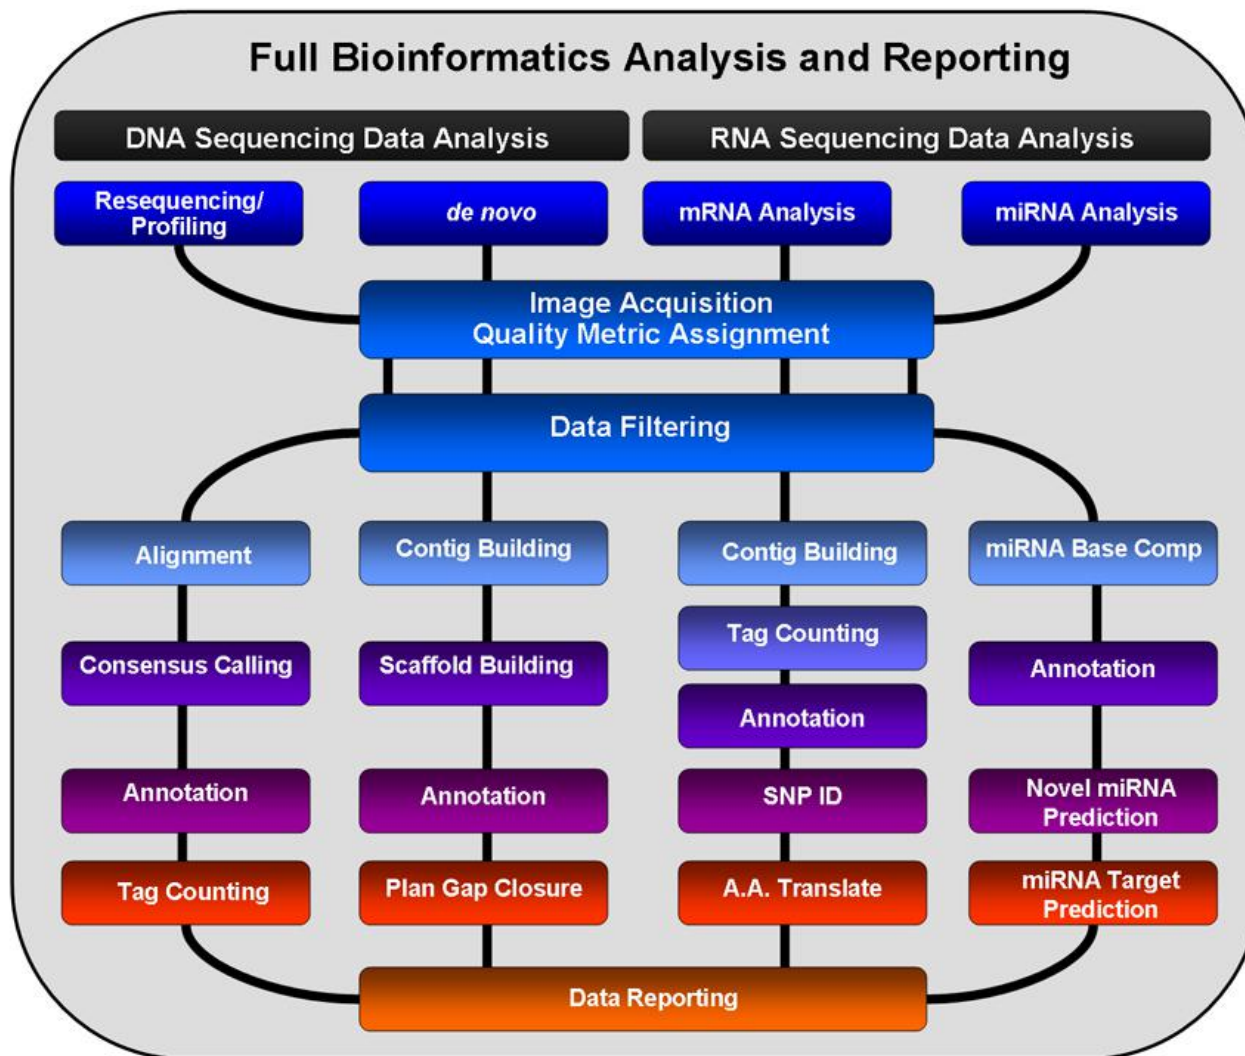 Full Bioinformatics Analysis and Reporting
DNA Sequencing Data Analysis
RNA Sequencing Data Analysis
Resequencing/
Profiling
de novo
mRNA Analysis
miRNA Analysis
Image Acquisition
Quality Metric Assignment
Data Filtering
Alignment
Contig Building
Contig Building
miRNA Base Comp
Tag Counting
Consensus Calling
Scaffold Building
Annotation
Annotation
Annotation
Annotation
SNP ID
Novel miRNA
Prediction
Tag Counting
Plan Gap Closure
A.A. Translate
miRNA Target
Prediction
Data Reporting